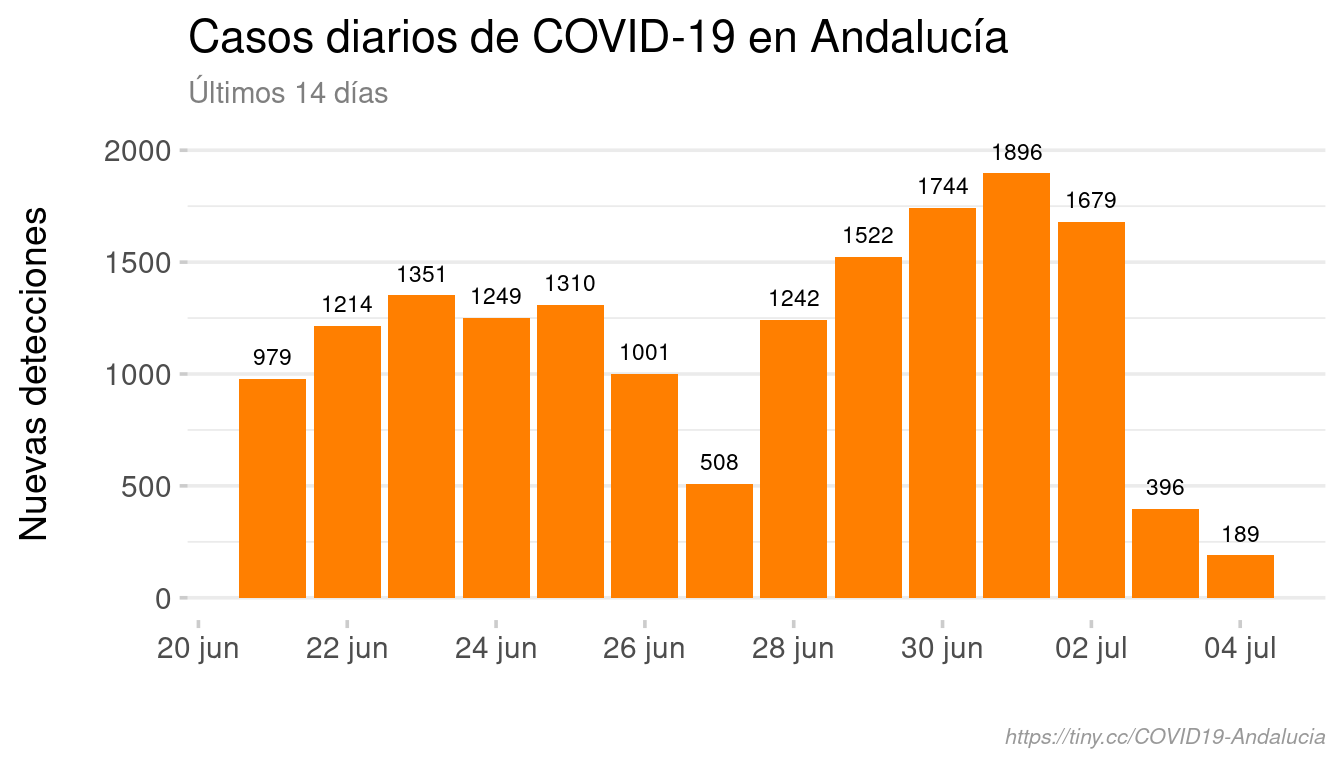 Casos diarios de COVID-19 en Andalucía
Últimos 14 días
Nuevas detecciones
2000
1500
1000
500
0
979
1214
1351
1249
1310
1001
508
1242
1522
1744
1896
1679
396
189
20 jun
22 jun
24 jun
26 jun
28 jun
30 jun
02 jul
04 jul
https://tiny.cc/COVID19-Andalucia